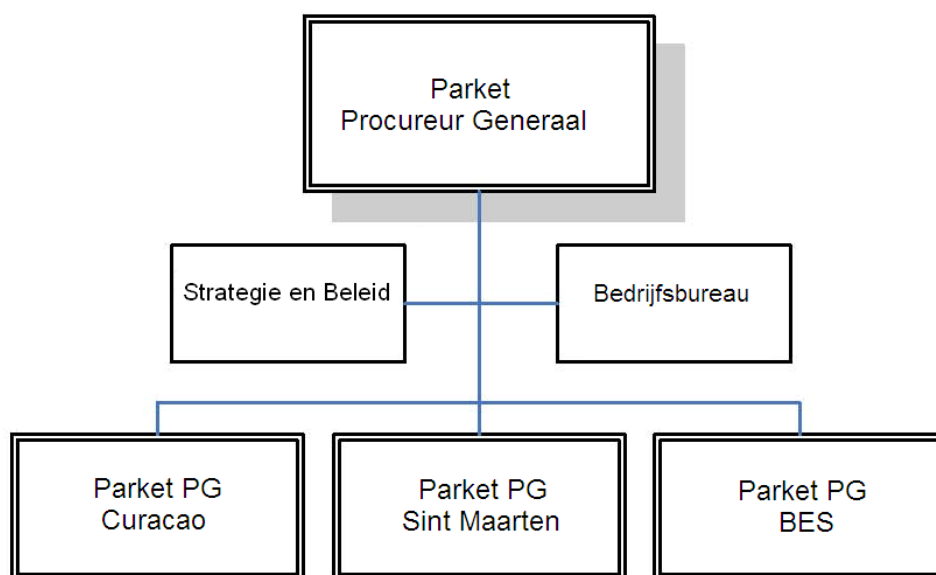 Parket
Procureur Generaal
Strategie en Beleid
Bedrijfsbureau
Parket PG
Curacao
Parket PG
Sint Maarten
Parket PG
BES